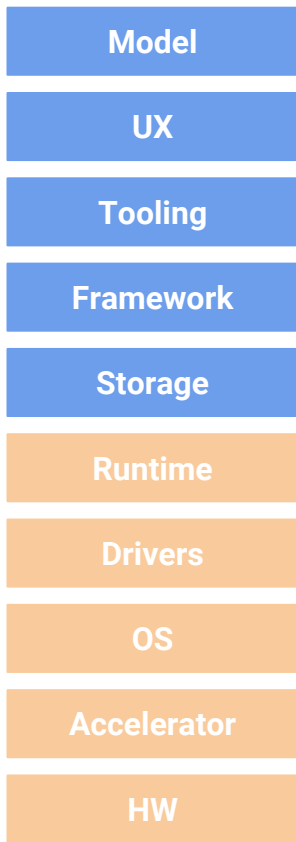 Model
UX
Tooling
Framework
Storage
Runtime
Drivers
OS
Accelerator
HW